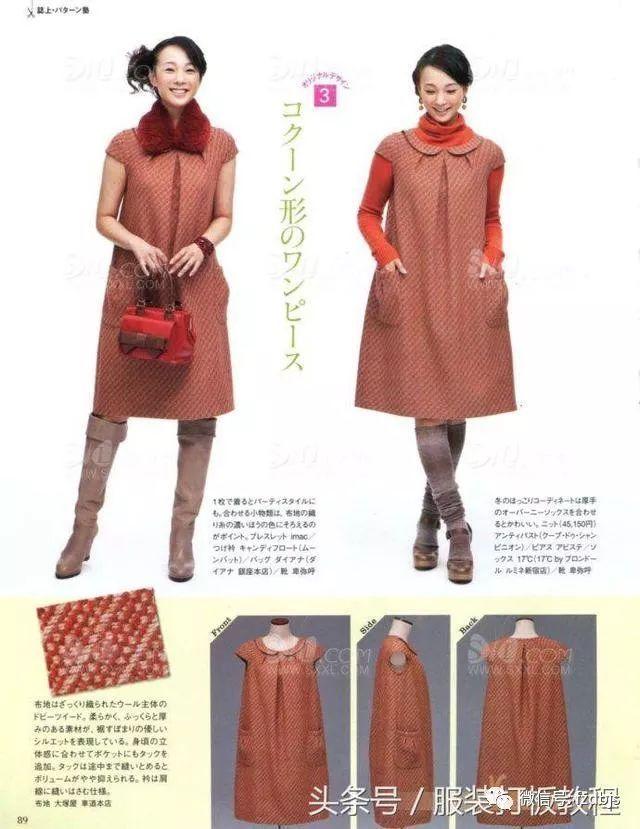 誌上・パターン塾
オリジナルデザイン
3
コクーン形のワンピース
1枚で着るとパーティスタイルに
も。合わせる小物類は、布地の織
り糸の濃いほうの色にそろえるの
がポイント。ブレスレット imac/
つけ衿 キャンディフロート(ム
ーンバット)/バッグ ダイアナ(ダ
イアナ 銀座本店)/靴 卑弥呼
冬のほっこりコーディネートは厚手
のオーバーニーソックスを合わせ
るとかわいい。ニット(45,150円)
アンティパスト(クープ・ドゥ・シャン
ピニオン)/ピアス アビステ/ソ
ックス 17℃(17℃ by ブロンドー
ル ルミネ新宿店)/靴 卑弥呼
Front
Side
Back
布地はざっくり織られたウール主体の
ドビーツイード。柔らかく、ふっくらと厚
みのある素材が、裾すぼまりの優しい
シルエットを表現している。身頃の立
体感に合わせてポケットにもタックを
追加。タックは途中まで縫いとめると
ボリュームがやや抑えられる。衿は肩
線に縫いはさむ仕様。
布地 大塚屋 車道本店
89
SXXL.COM
WWW.SXXL.COM
头条号/服装打板教程